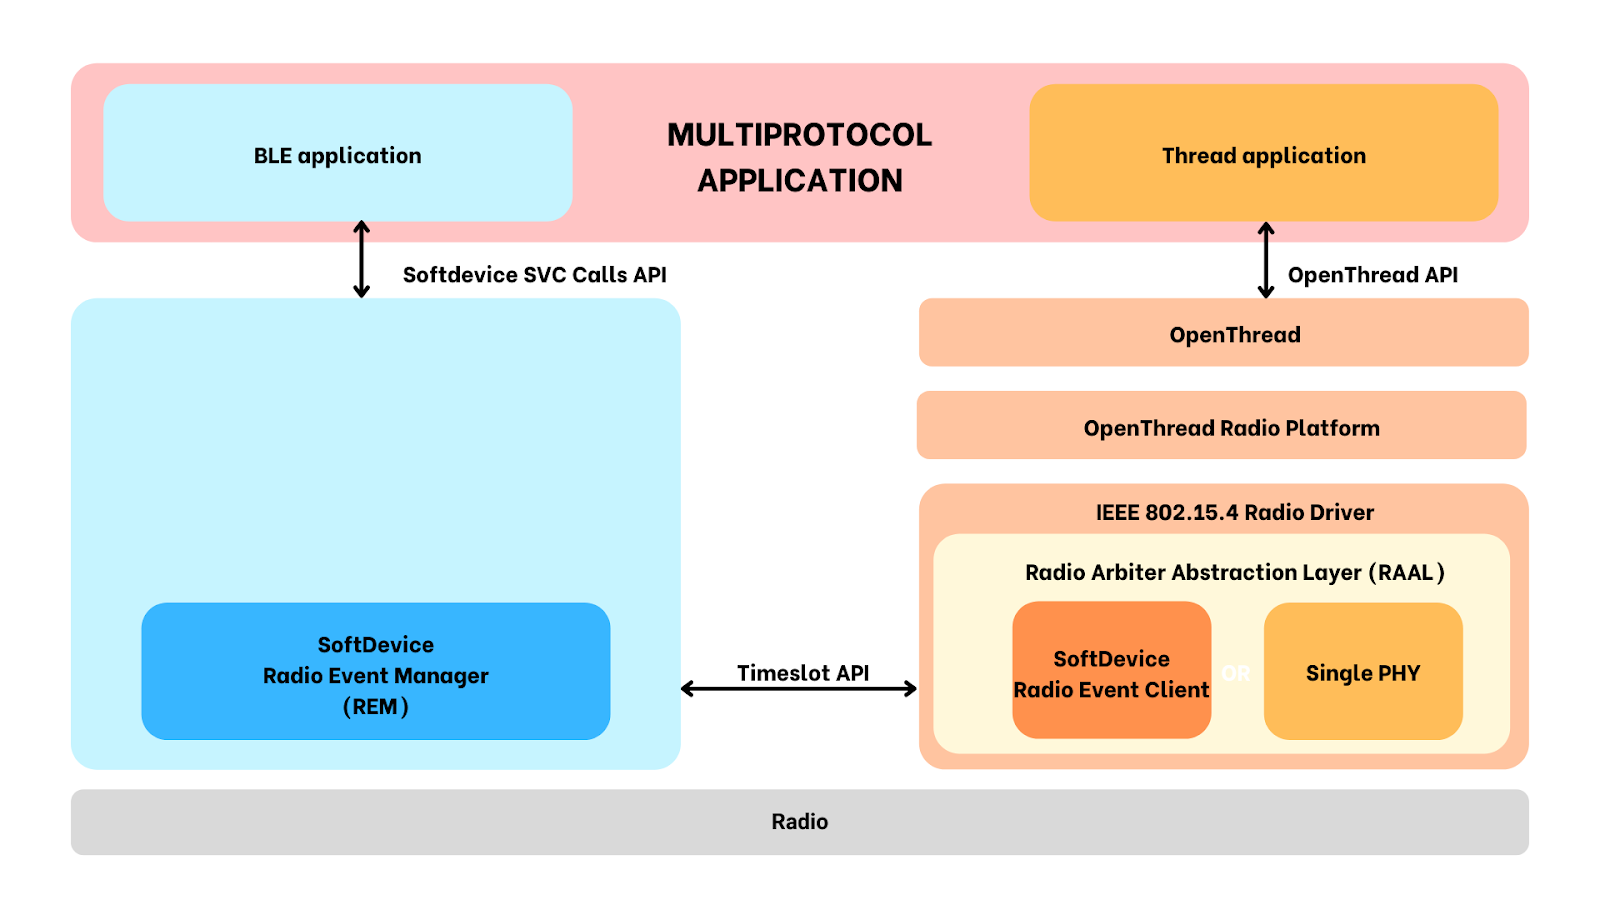 MULTIPROTOCOL
APPLICATION
BLE application
Thread application
Softdevice SVC Calls API
OpenThread API
OpenThread
OpenThread Radio Platform
IEEE 802.15.4 Radio Driver
Radio Arbiter Abstraction Layer (RAAL)
SoftDevice
Radio Event Manager
(REM)
Timeslot API
SoftDevice
Radio Event Client
OR
Single PHY
Radio